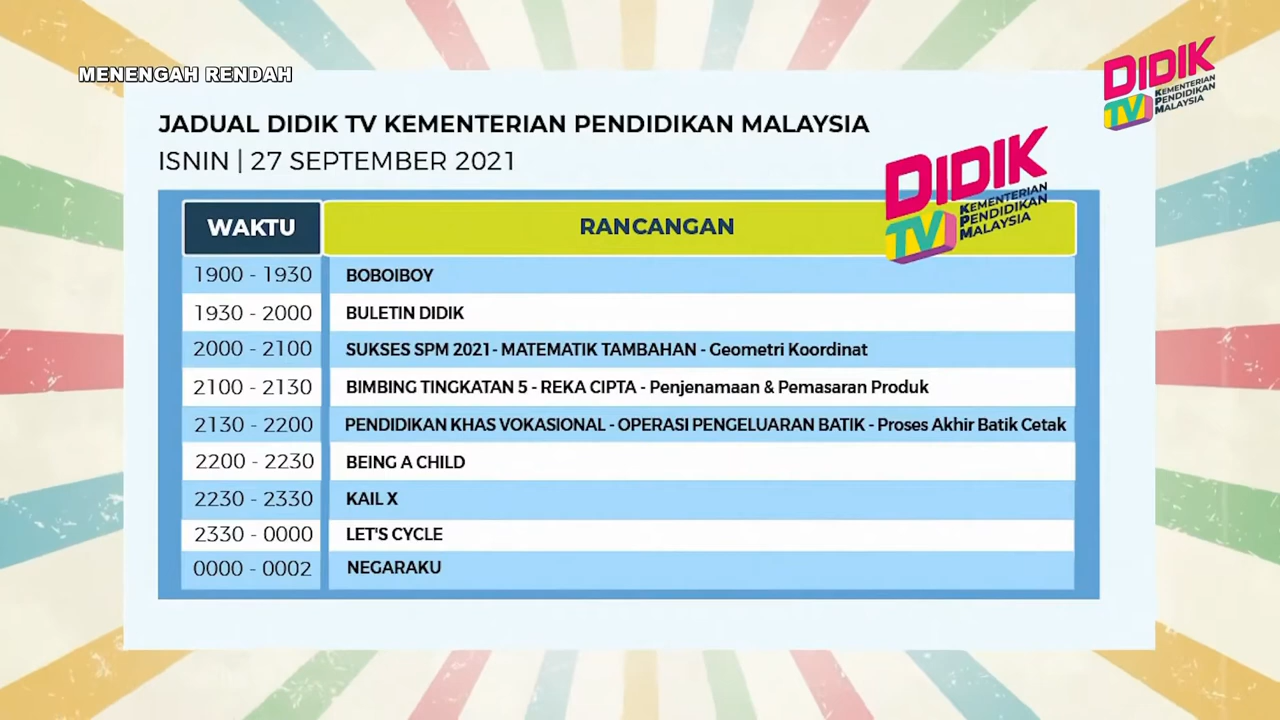 MENENGAH RENDAH
DIDIK
TV KEMENTERIAN
PENDIDIKAN
MALAYSIA
JADUAL DIDIK TV KEMENTERIAN PENDIDIKAN MALAYSIA
ISNIN | 27 SEPTEMBER 2021
DIDIK
TV KEMENTERIAN
PENDIDIKAN
MALAYSIA
WAKTU RANCANGAN
1900 - 1930 BOBOIBOY
1930 - 2000 BULETIN DIDIK
2000 - 2100 SUKSES SPM 2021- MATEMATIK TAMBAHAN - Geometri Koordinat
2100 - 2130 BIMBING TINGKATAN 5 - REKA CIPTA - Penjenamaan & Pemasaran Produk
2130 - 2200 PENDIDIKAN KHAS VOKASIONAL - OPERASI PENGELUARAN BATIK - Proses Akhir Batik Cetak
2200 - 2230 BEING A CHILD
2230 - 2330 KAIL X
2330 - 0000 LET'S CYCLE
0000 - 0002 NEGARAKU